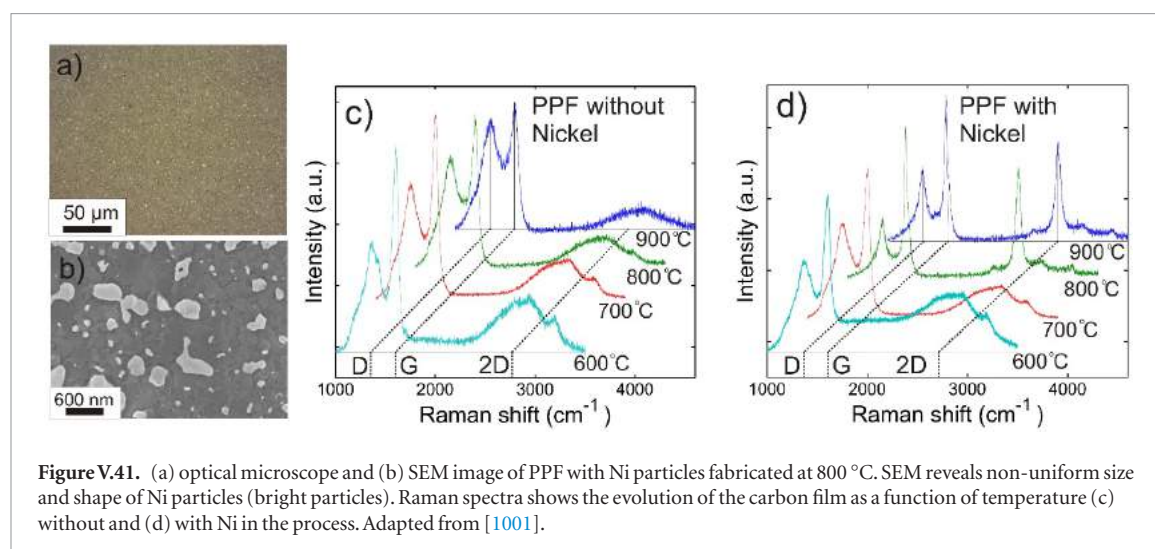 a)
50 µm
b)
600 nm
c)
PPF without
Nickel
900°C
800°C
700°C
600°C
D
G
2D
1000
2000
3000
4000
Raman shift (cm-1)
Intensity (a.u.)
d)
PPF with
Nickel
900°C
800°C
700°C
600°C
D
G
2D
1000
2000
3000
4000
Raman shift (cm-1)
Intensity (a.u.)
Figure V.41. (a) optical microscope and (b) SEM image of PPF with Ni particles fabricated at 800 °C. SEM reveals non-uniform size
and shape of Ni particles (bright particles). Raman spectra shows the evolution of the carbon film as a function of temperature (c)
without and (d) with Ni in the process. Adapted from [1001].